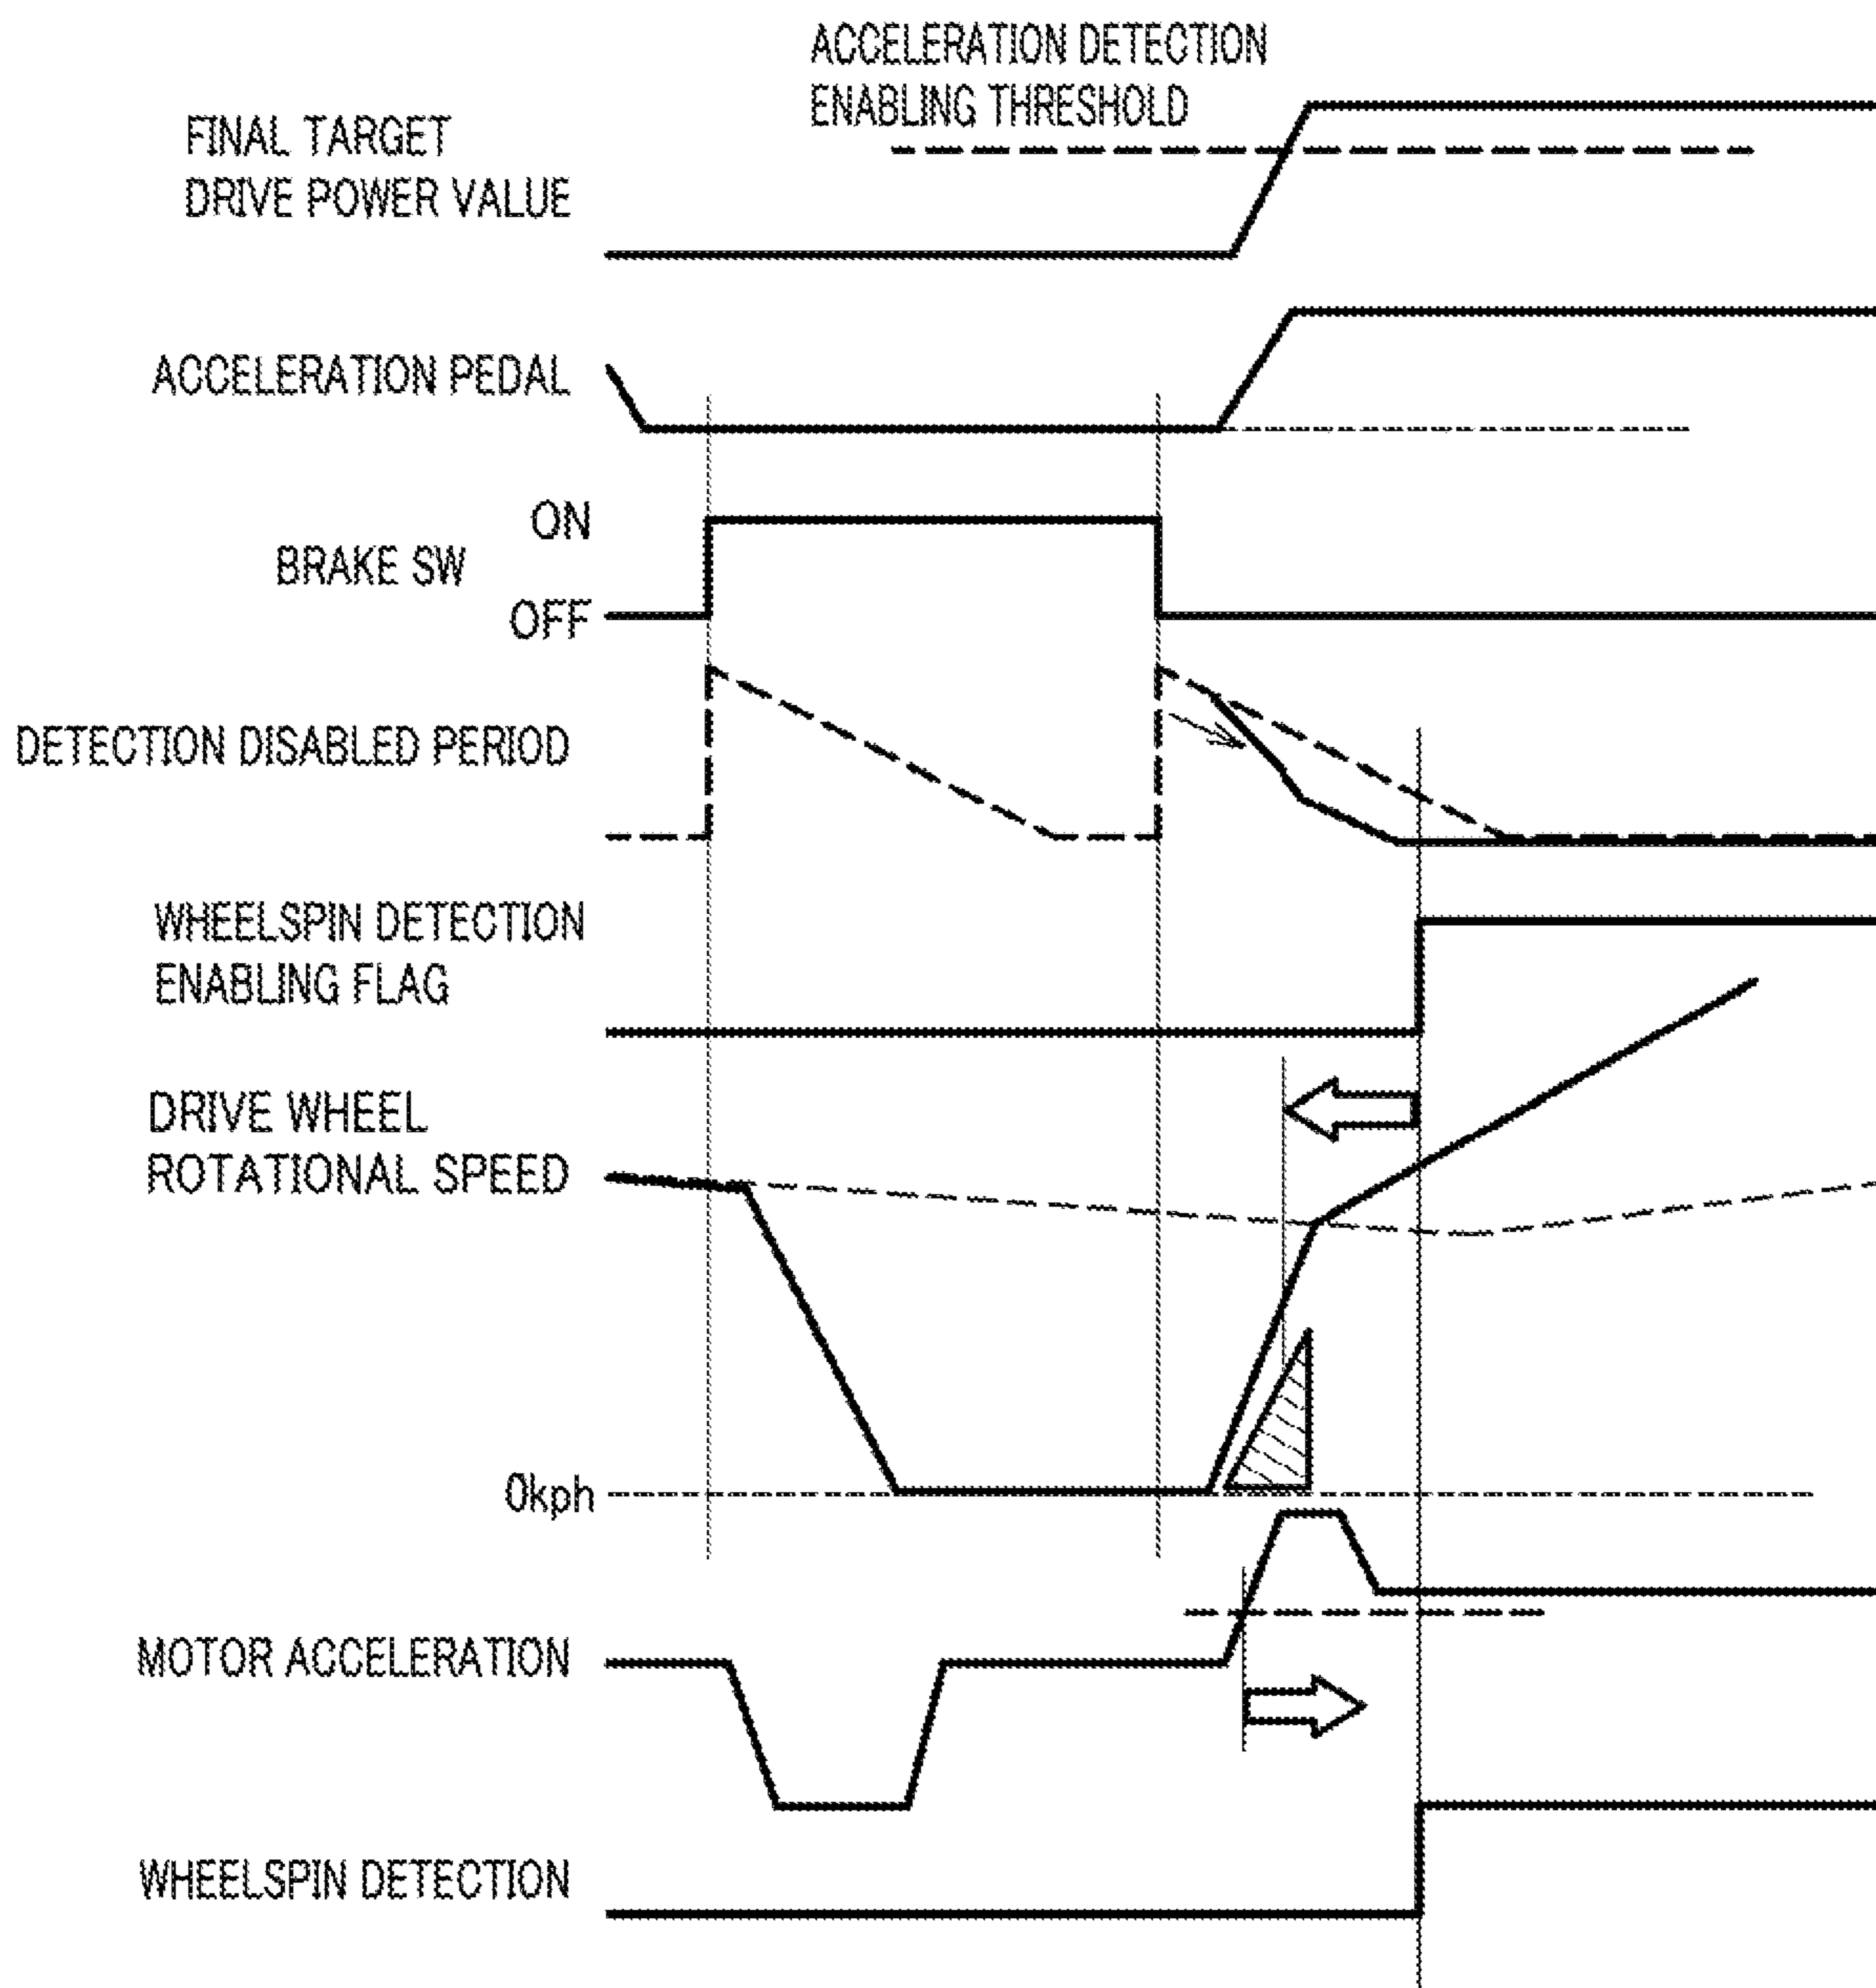 ACCELERATION DETECTION
ENABLING THRESHOLD
FINAL TARGET
DRIVE POWER VALUE
ACCELERATION PEDAL
ON
BRAKE SW
OFF
DETECTION DISABLED PERIOD
WHEELSPIN DETECTION
ENABLING FLAG
DRIVE WHEEL
ROTATIONAL SPEED
0kph
MOTOR ACCELERATION
WHEELSPIN DETECTION